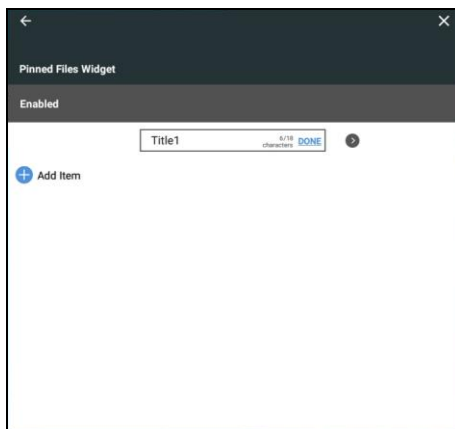 Pinned Files Widget
Enabled
Title1
6/18
characters DONE
Add Item